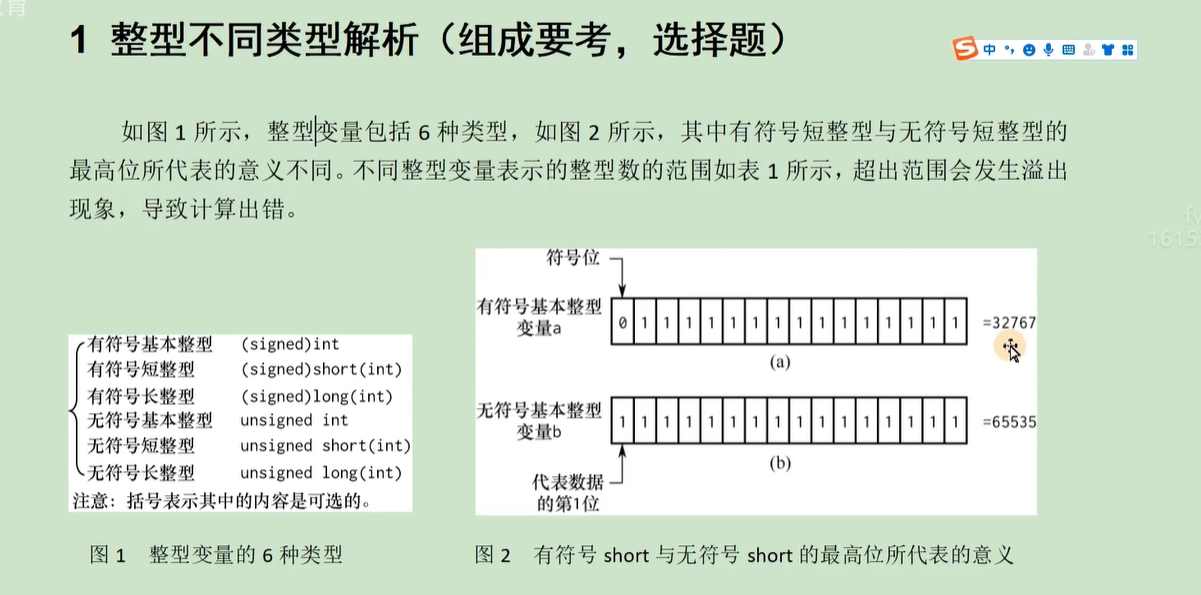 育
1 整型不同类型解析（组成要考，选择题）
中
如图 1 所示，整型变量包括 6 种类型，如图 2 所示，其中有符号短整型与无符号短整型的
最高位所代表的意义不同。不同整型变量表示的整型数的范围如表 1 所示，超出范围会发生溢出
现象，导致计算出错。
1615
有符号基本整型 (signed)int
有符号短整型 (signed)short(int)
有符号长整型 (signed)long(int)
无符号基本整型 unsigned int
无符号短整型 unsigned short(int)
无符号长整型 unsigned long(int)
注意：括号表示其中的内容是可选的。
图 1 整型变量的 6 种类型
符号位
有符号基本整型
变量a
0 1 1 1 1 1 1 1 1 1 1 1 1 1 1 1 =32767
(a)
无符号基本整型
变量b
1 1 1 1 1 1 1 1 1 1 1 1 1 1 1 1 =65535
(b)
代表数据
的第1位
图 2 有符号 short 与无符号 short 的最高位所代表的意义